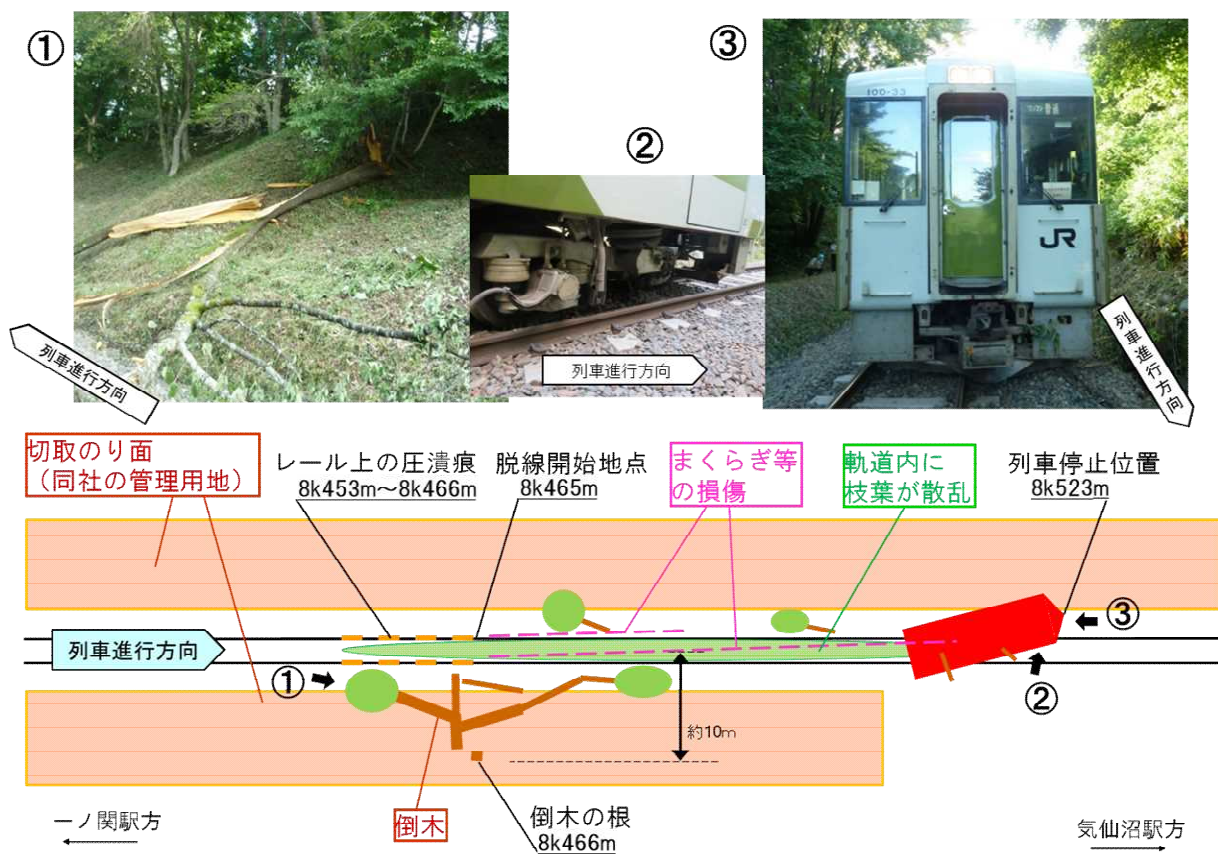 ①
②
③
100-33
JR
列車進行方向
列車進行方向
列車進行方向
切取のり面
(同社の管理用地)
レール上の圧潰痕
8k453m~8k466m
脱線開始地点
8k465m
まくらぎ等
の損傷
軌道内に
枝葉が散乱
列車停止位置
8k523m
列車進行方向
③
①
②
約10m
倒木
倒木の根
8k466m
一ノ関駅方
気仙沼駅方